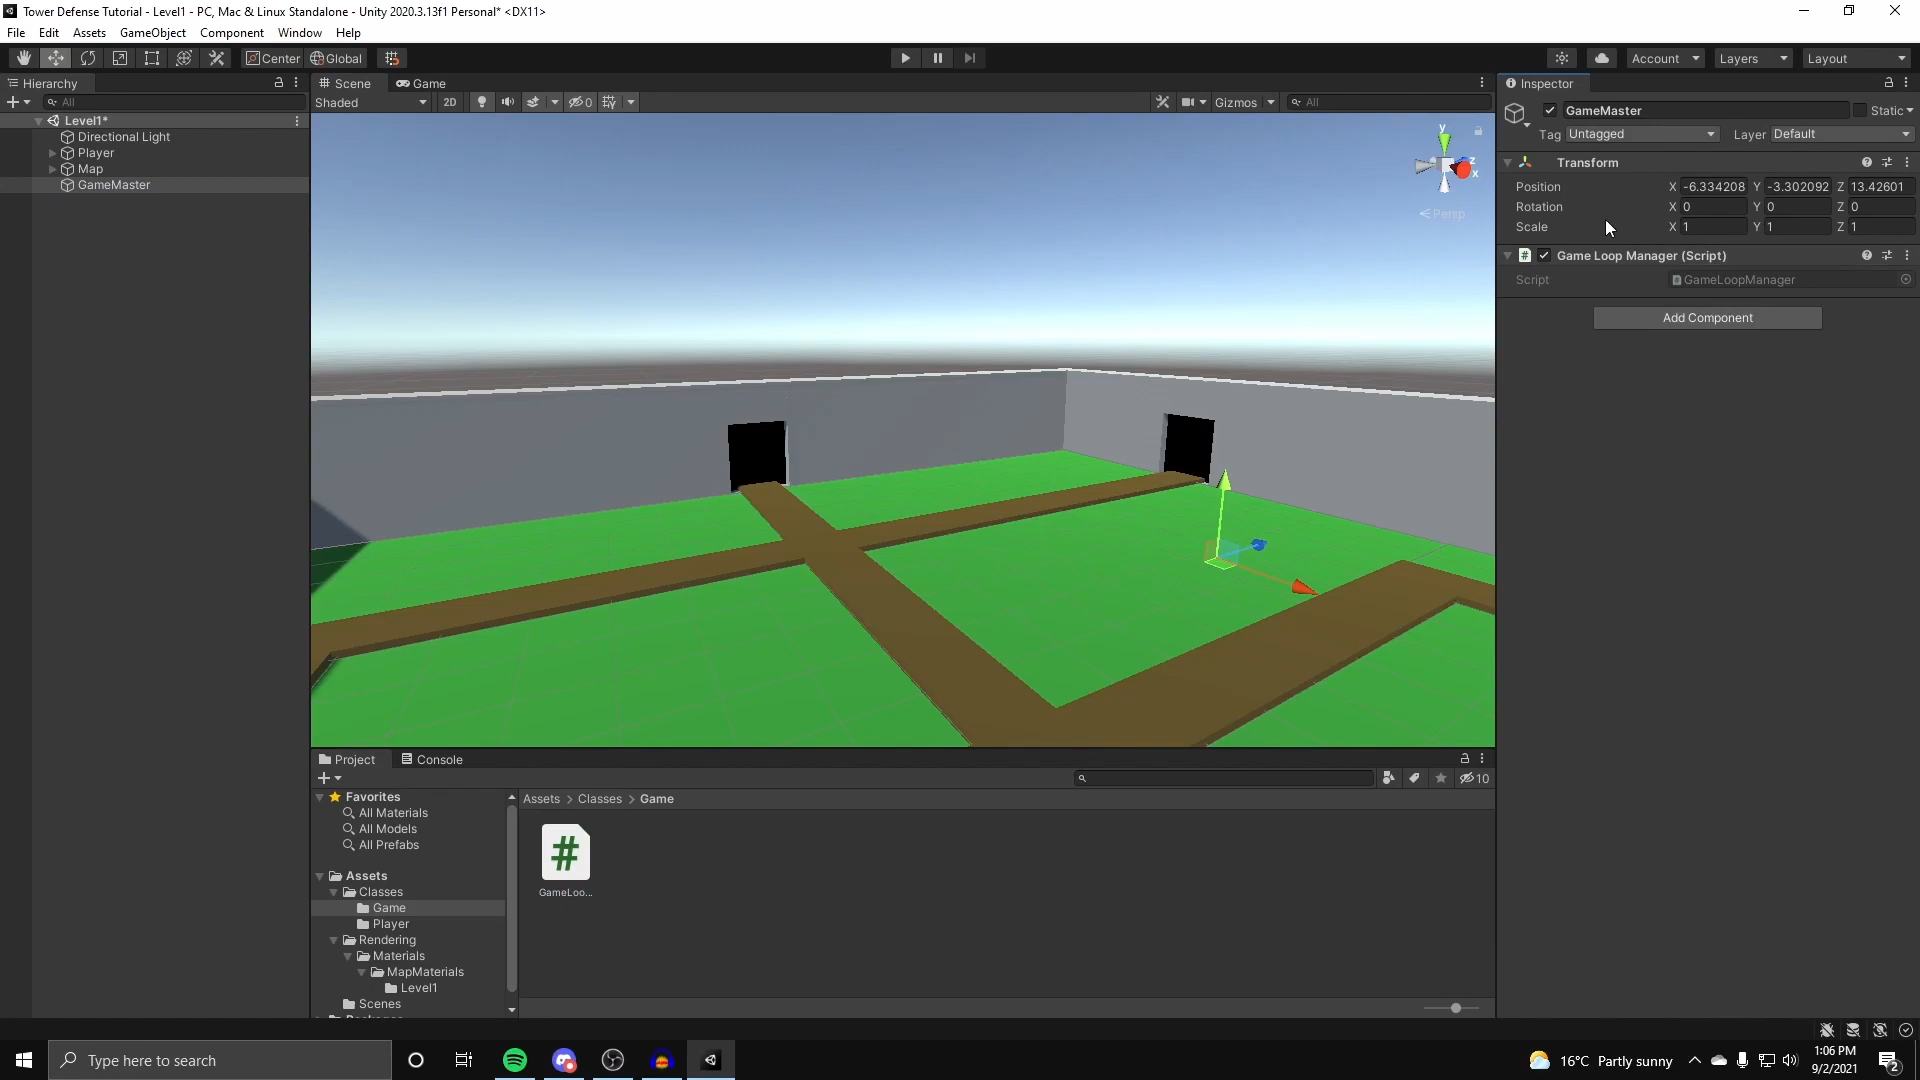 Tower Defense Tutorial - Level1 - PC, Mac & Linux Standalone - Unity 2020.3.13f1 Personal* <DX11>
File Edit Assets GameObject Component Window Help
Center Global Account Layers Layout
Hierarchy
All
Level1*
Directional Light
Player
Map
GameMaster
Scene Game
Shaded 2D 0 Gizmos All
y
z
x
Persp
Inspector
GameMaster Static
Tag Untagged Layer Default
Transform
Position X -6.334208 Y -3.302092 Z 13.42601
Rotation X 0 Y 0 Z 0
Scale X 1 Y 1 Z 1
# Game Loop Manager (Script)
Script GameLoopManager
Add Component
Project Console
10
Favorites
All Materials
All Models
All Prefabs
Assets
Classes
Game
Player
Rendering
Materials
MapMaterials
Level1
Scenes
Assets > Classes > Game
#
GameLoo...
Type here to search
16°C Partly sunny
1:06 PM
9/2/2021
2